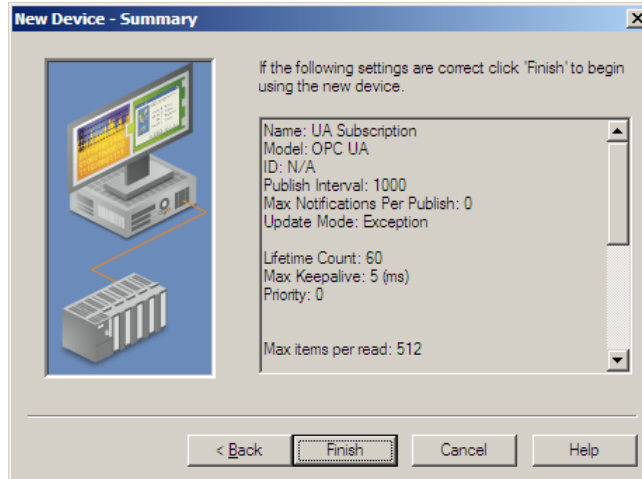 New Device - Summary
If the following settings are correct click 'Finish' to begin
using the new device.
Name: UA Subscription
Model: OPC UA
ID: N/A
Publish Interval: 1000
Max Notifications Per Publish: 0
Update Mode: Exception
Lifetime Count: 60
Max Keepalive: 5 (ms)
Priority: 0
Max items per read: 512
< Back
Finish
Cancel
Help